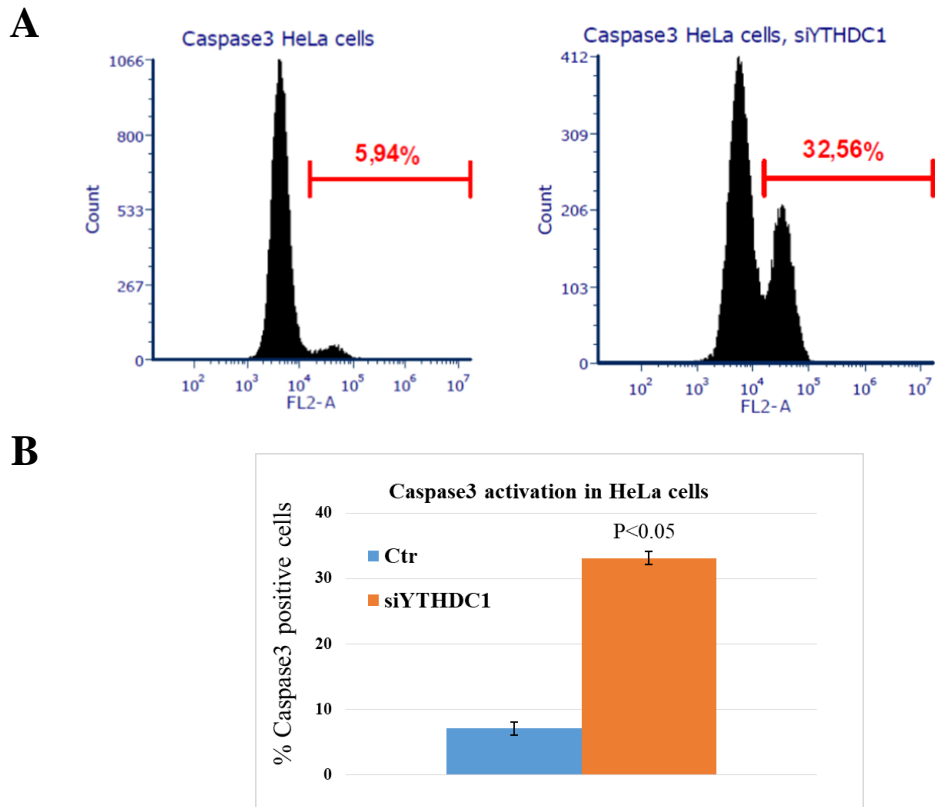 A
Caspase3 HeLa cells
1066
800
533
267
0
Count
5,94%
10² 10³ 10⁴ 10⁵ 10⁶ 10⁷
FL2-A
Caspase3 HeLa cells, siYTHDC1
412
309
206
103
0
Count
32,56%
10² 10³ 10⁴ 10⁵ 10⁶ 10⁷
FL2-A
B
Caspase3 activation in HeLa cells
% Caspase3 positive cells
40
30
20
10
0
P<0.05
Ctr
siYTHDC1